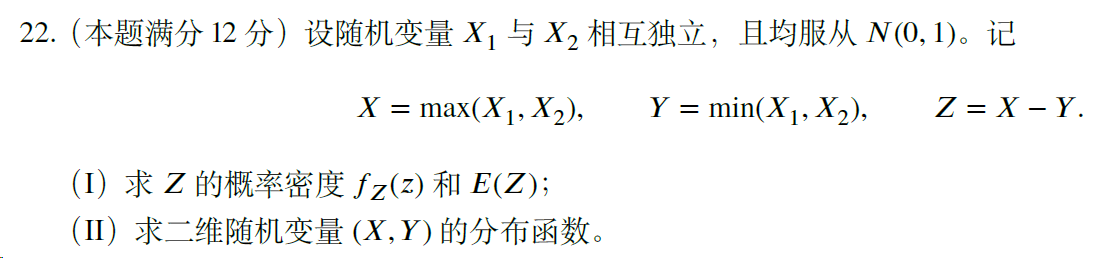 22.（本题满分 12 分）设随机变量 X₁ 与 X₂ 相互独立，且均服从 N(0, 1)。记
X = max(X₁, X₂), Y = min(X₁, X₂), Z = X − Y.
（I）求 Z 的概率密度 f_Z(z) 和 E(Z)；
（II）求二维随机变量 (X, Y) 的分布函数。